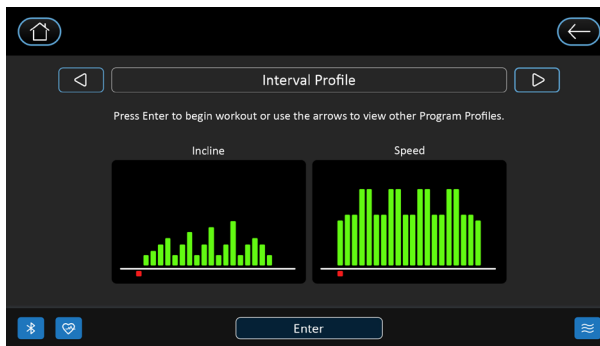 Interval Profile
Press Enter to begin workout or use the arrows to view other Program Profiles.
Incline
Speed
Enter